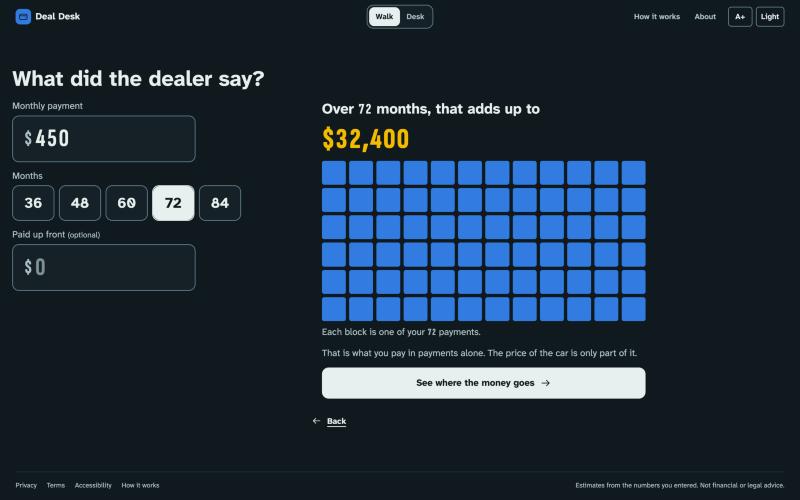 Deal Desk
Walk Desk
How it works About A+ Light
What did the dealer say?
Monthly payment
$450
Months
36 48 60 72 84
Paid up front (optional)
$0
Over 72 months, that adds up to
$32,400
Each block is one of your 72 payments.
That is what you pay in payments alone. The price of the car is only part of it.
See where the money goes →
← Back
Privacy Terms Accessibility How it works
Estimates from the numbers you entered. Not financial or legal advice.